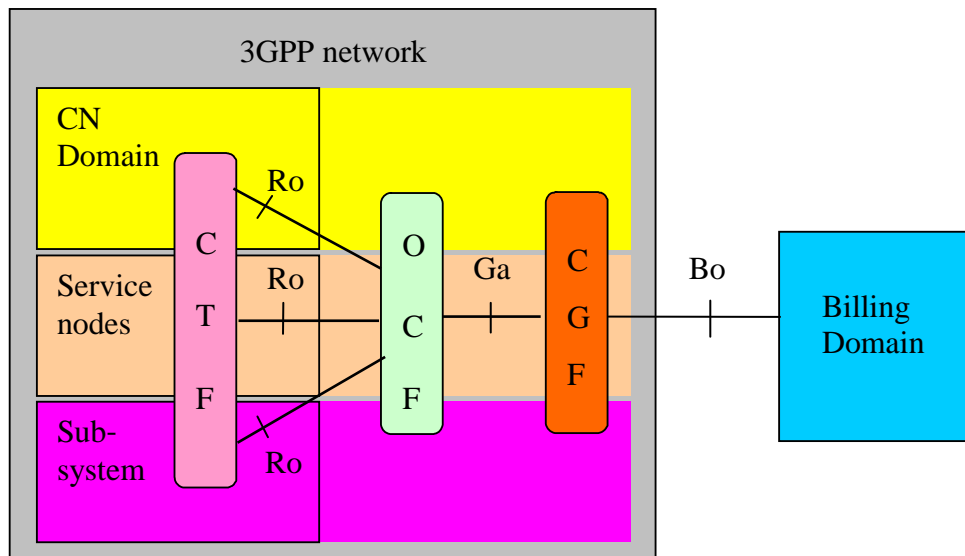 3GPP network
CN
Domain
Ro
C
T
F
Service
nodes
Ro
Sub-
system
Ro
O
C
F
Ga
C
G
F
Bo
Billing
Domain